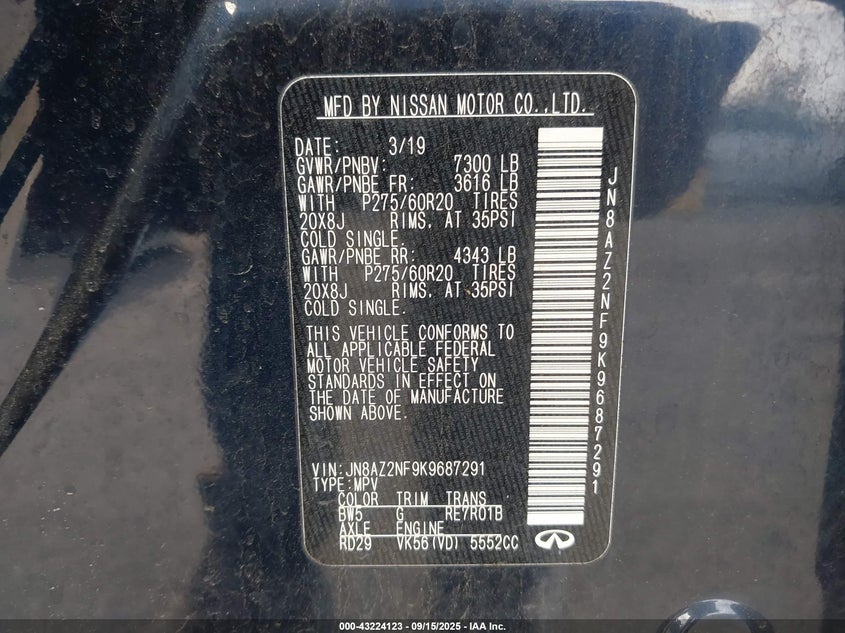 MFD BY NISSAN MOTOR CO.,LTD.
DATE: 3/19
GVWR/PNBV: 7300 LB
GAWR/PNBE FR: 3616 LB
WITH P275/60R20 TIRES
20X8J RIMS, AT 35PSI
COLD SINGLE.
GAWR/PNBE RR: 4343 LB
WITH P275/60R20 TIRES
20X8J RIMS, AT 35PSI
COLD SINGLE.
THIS VEHICLE CONFORMS TO
ALL APPLICABLE FEDERAL
MOTOR VEHICLE SAFETY
STANDARDS IN EFFECT ON
THE DATE OF MANUFACTURE
SHOWN ABOVE.
VIN:JN8AZ2NF9K9687291
TYPE:MPV
COLOR TRIM TRANS
BW5 G RE7R01B
AXLE ENGINE
RD29 VK56(VD) 5552CC
JN8AZ2NF9K9687291
000-43224123 - 09/15/2025 - IAA Inc.